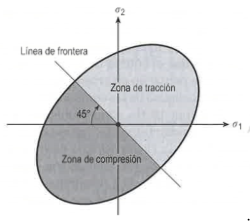 σ2
Línea de frontera
Zona de tracción
45°
σ1
Zona de compresión